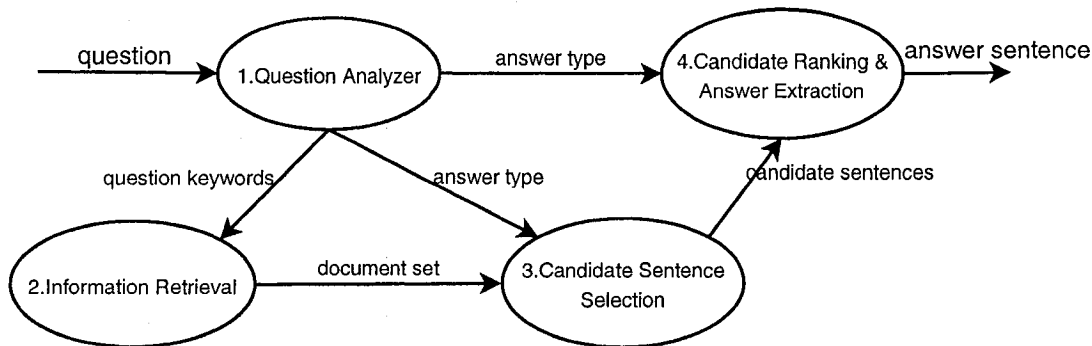 question
1.Question Analyzer
answer type
4.Candidate Ranking &
Answer Extraction
answer sentence
question keywords
answer type
candidate sentences
2.Information Retrieval
document set
3.Candidate Sentence
Selection